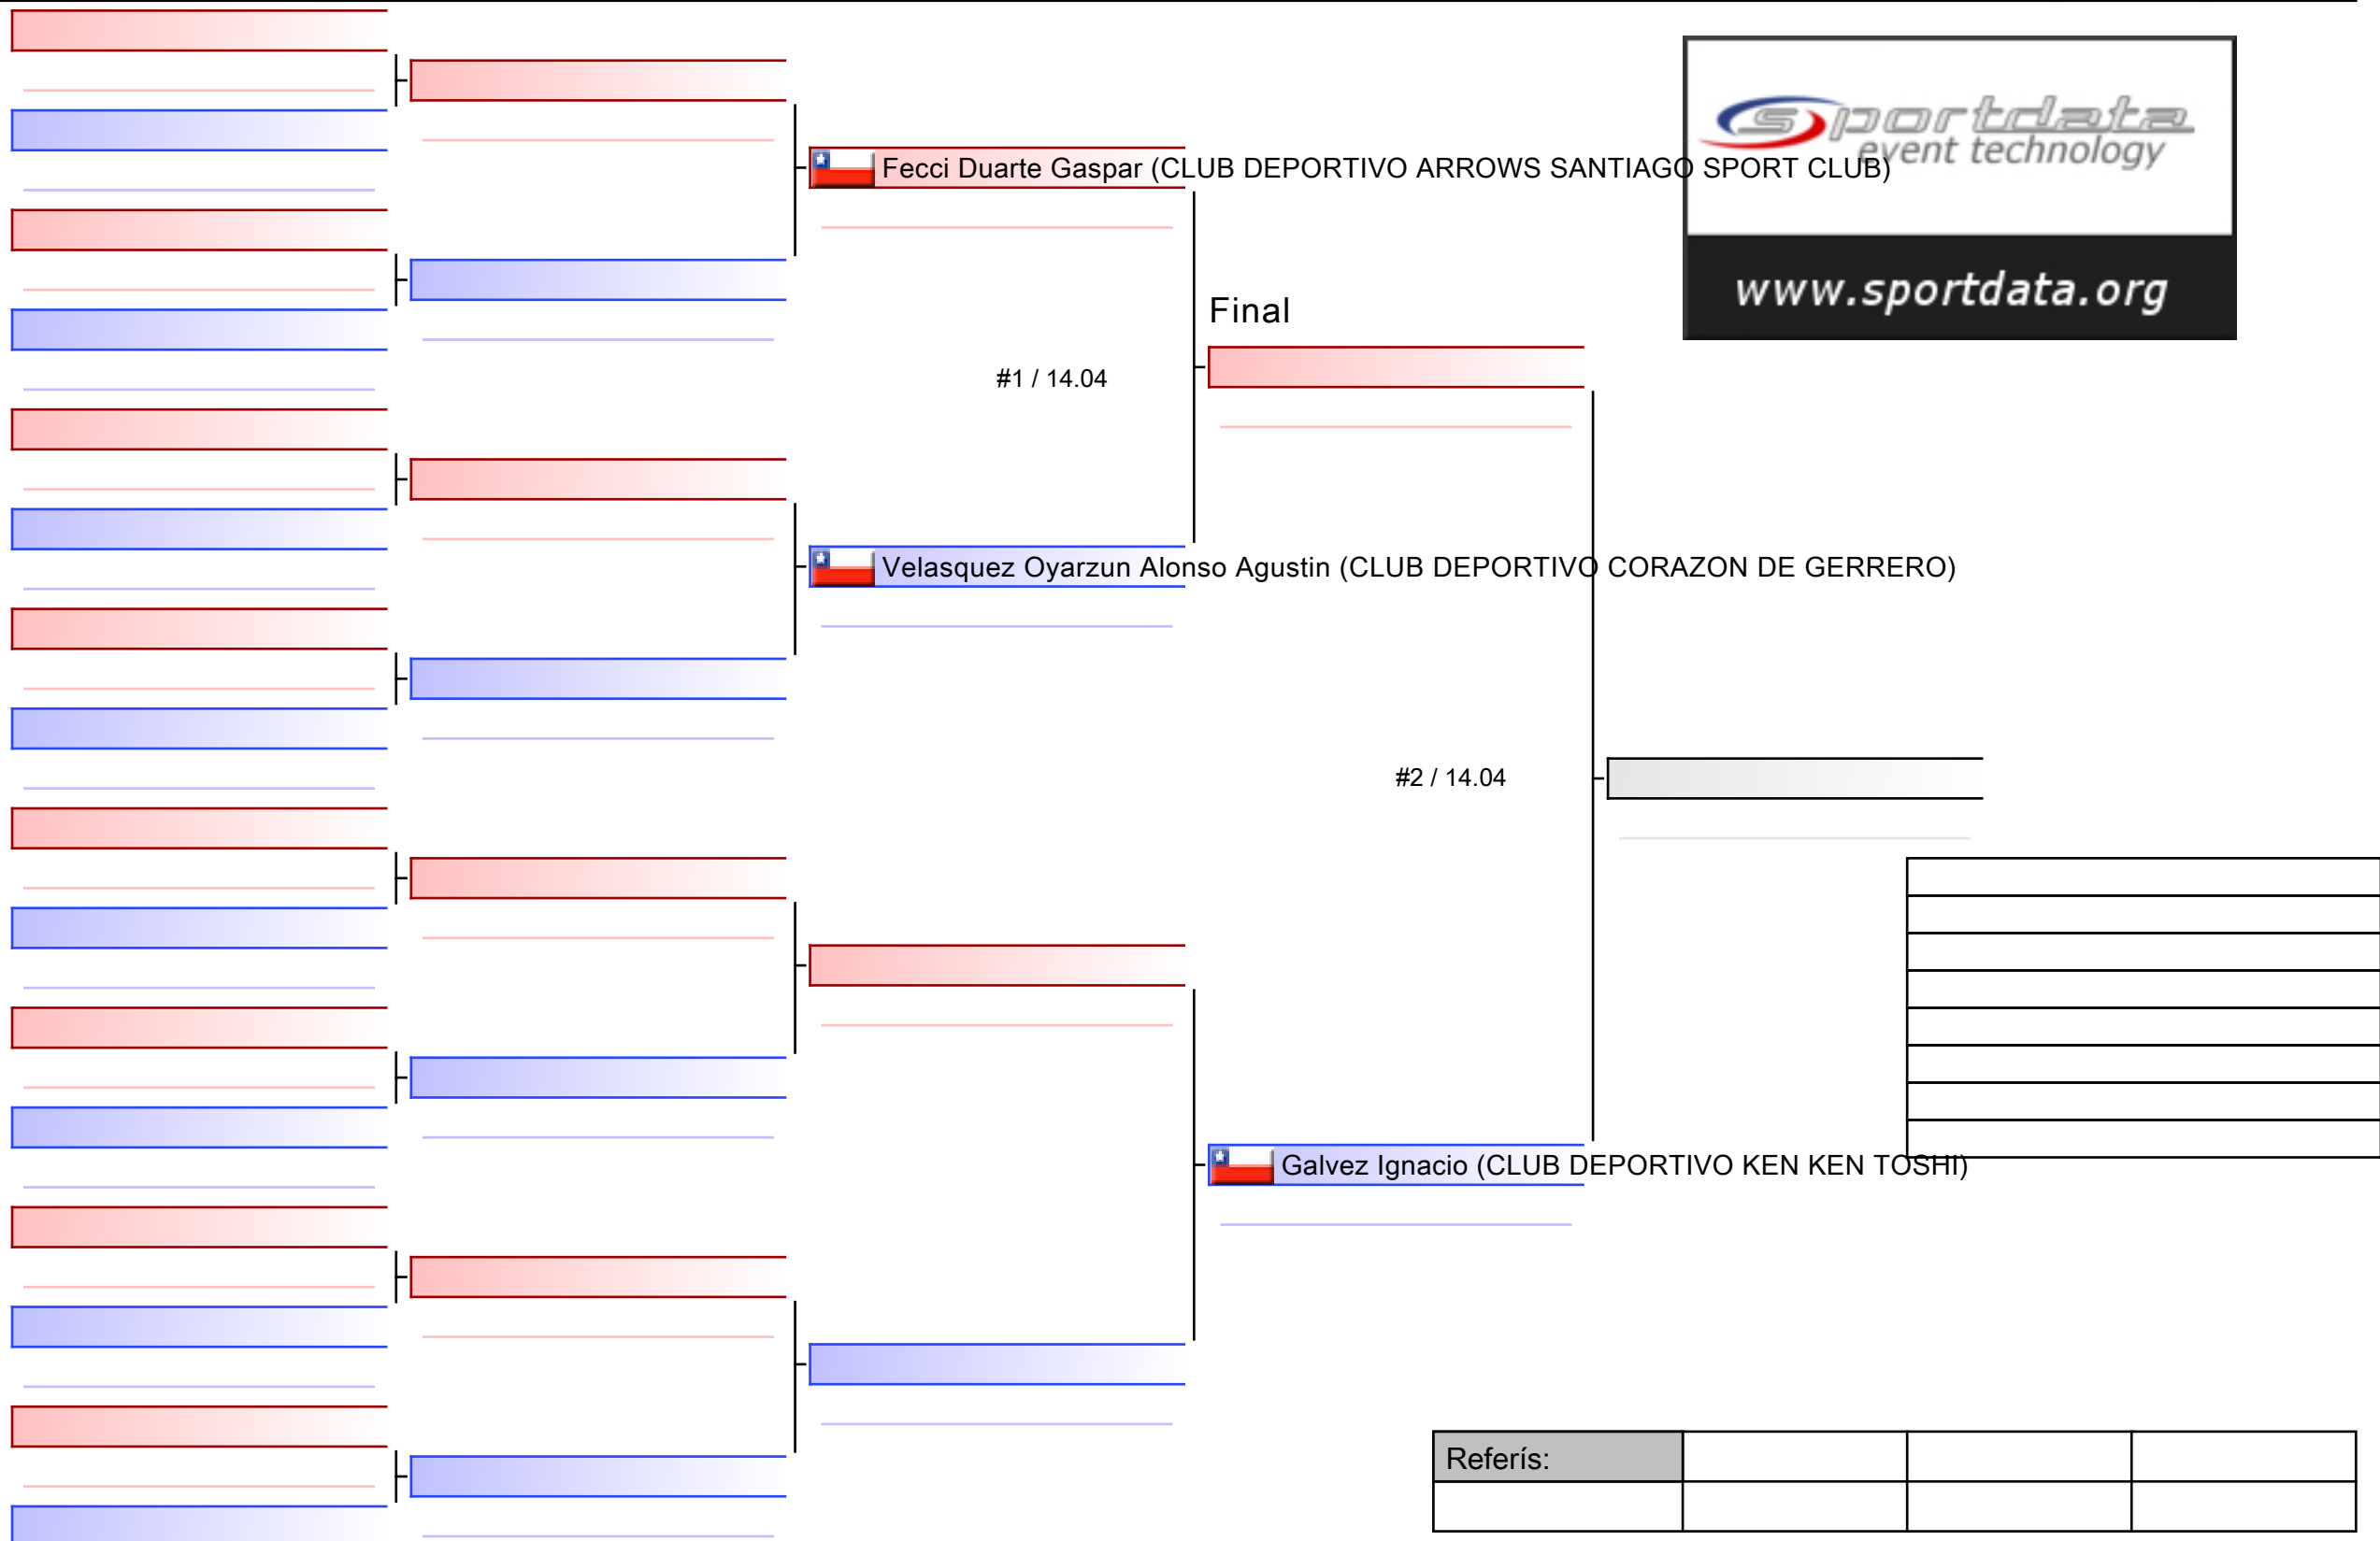 sportdata
event technology
www.sportdata.org
Fecci Duarte Gaspar (CLUB DEPORTIVO ARROWS SANTIAGO SPORT CLUB)
Final
#1 / 14.04
Velasquez Oyarzun Alonso Agustin (CLUB DEPORTIVO CORAZON DE GERRERO)
#2 / 14.04
Galvez Ignacio (CLUB DEPORTIVO KEN KEN TOSHI)
Referís: